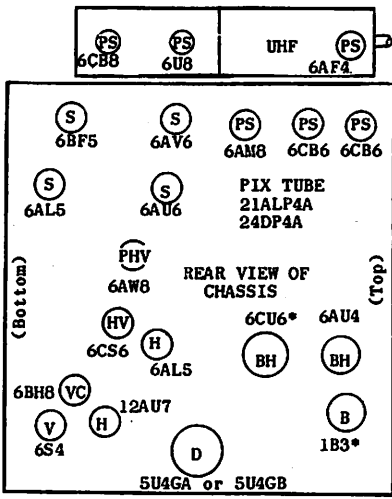 PS PS UHF PS
6CB8 6U8 6AF4
S S PS PS PS
6BF5 6AV6 6AM8 6CB6 6CB6
S S
6AL5 6AU6
PIX TUBE
21ALP4A
24DP4A
PHV
6AW8
REAR VIEW OF
CHASSIS
(Bottom)
(Top)
6CU6* 6AU4
HV H BH BH
6CS6 6AL5
6BH8 VC 12AU7
V H B
6S4 1B3*
D
5U4GA or 5U4GB